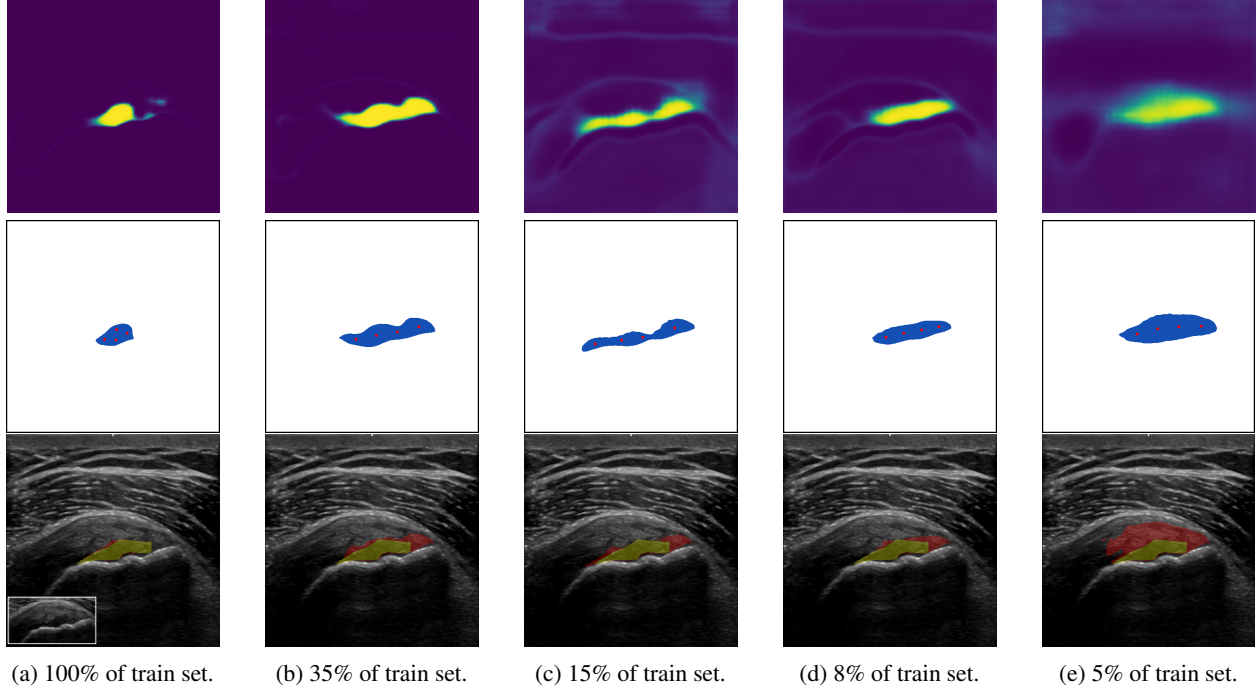 (a) 100% of train set.
(b) 35% of train set.
(c) 15% of train set.
(d) 8% of train set.
(e) 5% of train set.